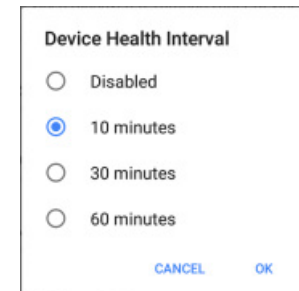 Device Health Interval
Disabled
10 minutes
30 minutes
60 minutes
CANCEL OK